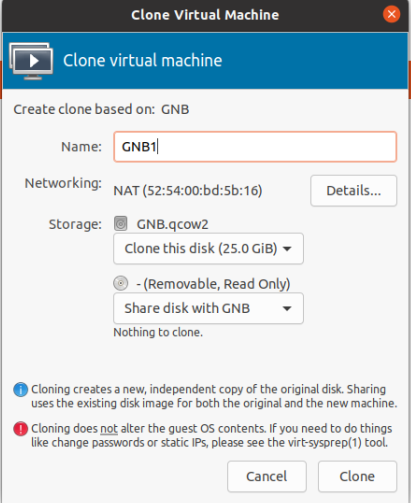 Clone Virtual Machine
Clone virtual machine
Create clone based on: GNB
Name: GNB1
Networking: NAT (52:54:00:bd:5b:16) Details...
Storage: GNB.qcow2
Clone this disk (25.0 GiB)
- (Removable, Read Only)
Share disk with GNB
Nothing to clone.
Cloning creates a new, independent copy of the original disk. Sharing
uses the existing disk image for both the original and the new machine.
Cloning does not alter the guest OS contents. If you need to do things
like change passwords or static IPs, please see the virt-sysprep(1) tool.
Cancel Clone